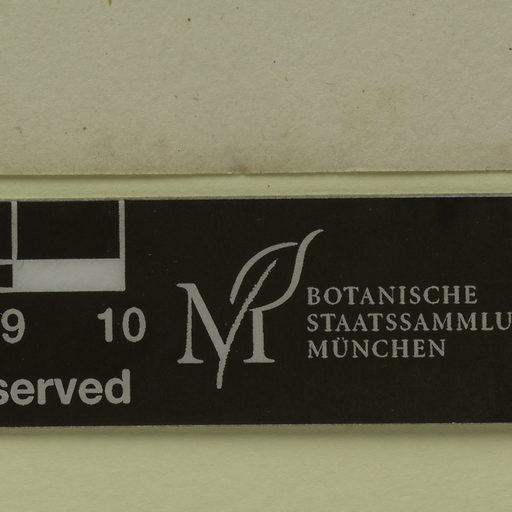 9 10
served
BOTANISCHE
STAATSSAMMLU
MÜNCHEN